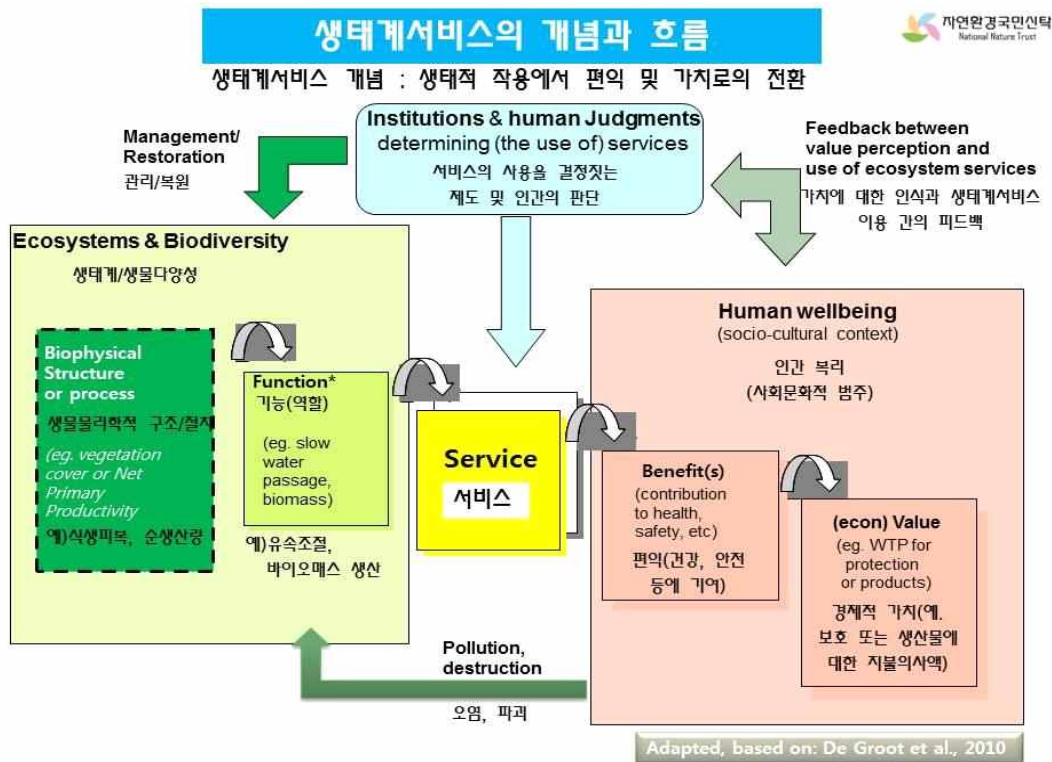 생태계서비스의 개념과 흐름
자연환경국민신탁
National Nature Trust
생태계서비스 개념 : 생태적 작용에서 편익 및 가치로의 전환
Management/
Restoration
관리/복원
Institutions & human Judgments
determining (the use of) services
서비스의 사용을 결정짓는
제도 및 인간의 판단
Feedback between
value perception and
use of ecosystem services
가치에 대한 인식과 생태계서비스
이용 간의 피드백
Ecosystems & Biodiversity
생태계/생물다양성
Biophysical
Structure
or process
생물물리학적 구조/절차
(eg. vegetation
cover or Net
Primary
Productivity
예)식생피복, 순생산량
Function*
기능(역할)
(eg. slow
water
passage,
biomass)
예)유속조절,
바이오매스 생산
Service
서비스
Human wellbeing
(socio-cultural context)
인간 복리
(사회문화적 범주)
Benefit(s)
(contribution
to health,
safety, etc)
편익(건강, 안전
등에 기여)
(econ) Value
(eg. WTP for
protection
or products)
경제적 가치(예.
보호 또는 생산물에
대한 지불의사액)
Pollution,
destruction
오염, 파괴
Adapted, based on: De Groot et al., 2010